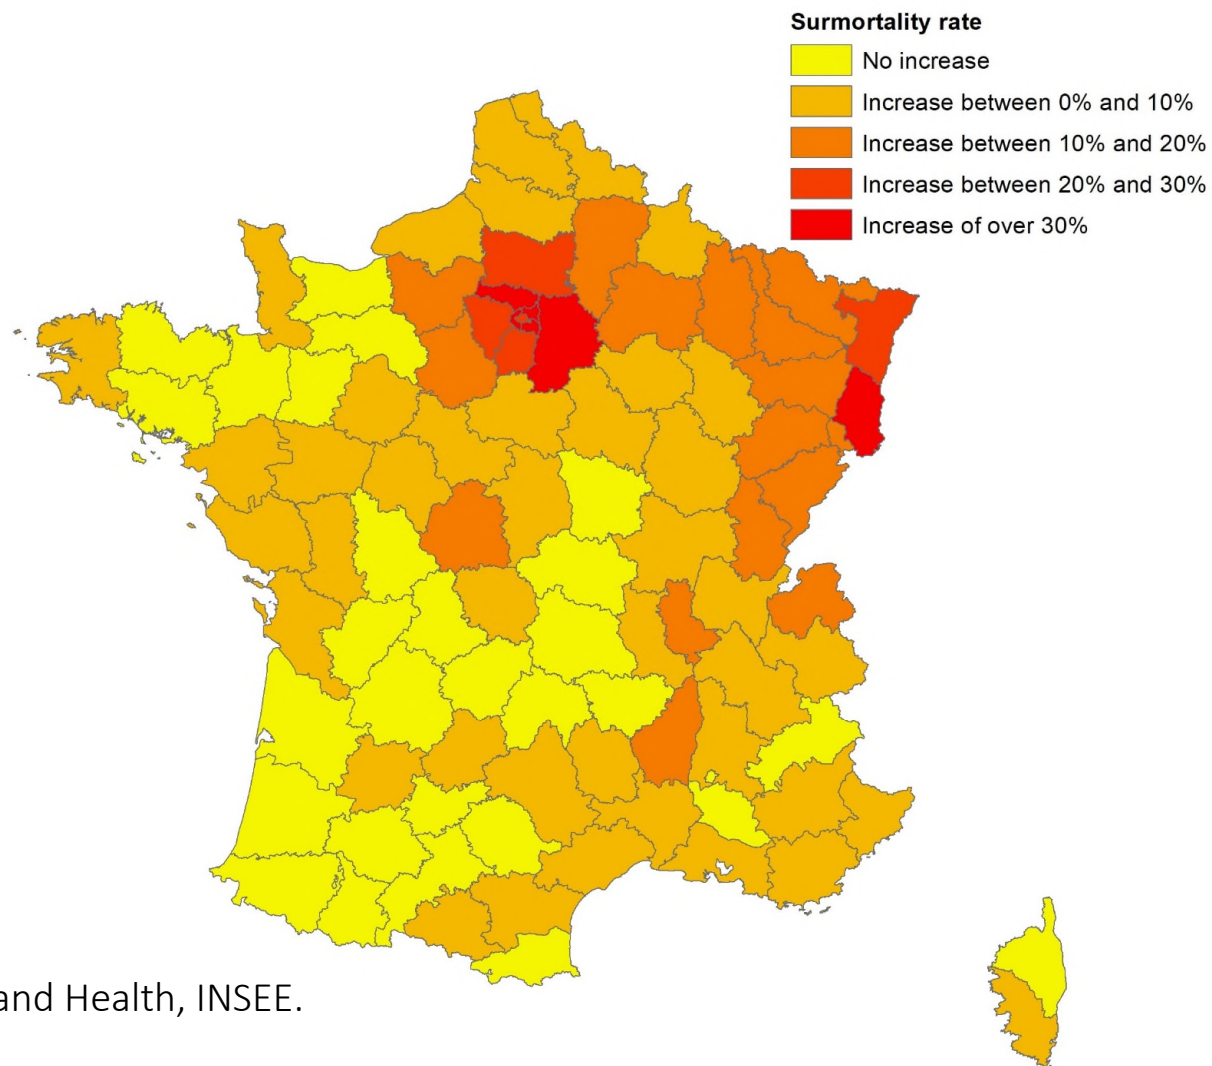 Surmortality rate
No increase
Increase between 0% and 10%
Increase between 10% and 20%
Increase between 20% and 30%
Increase of over 30%
and Health, INSEE.